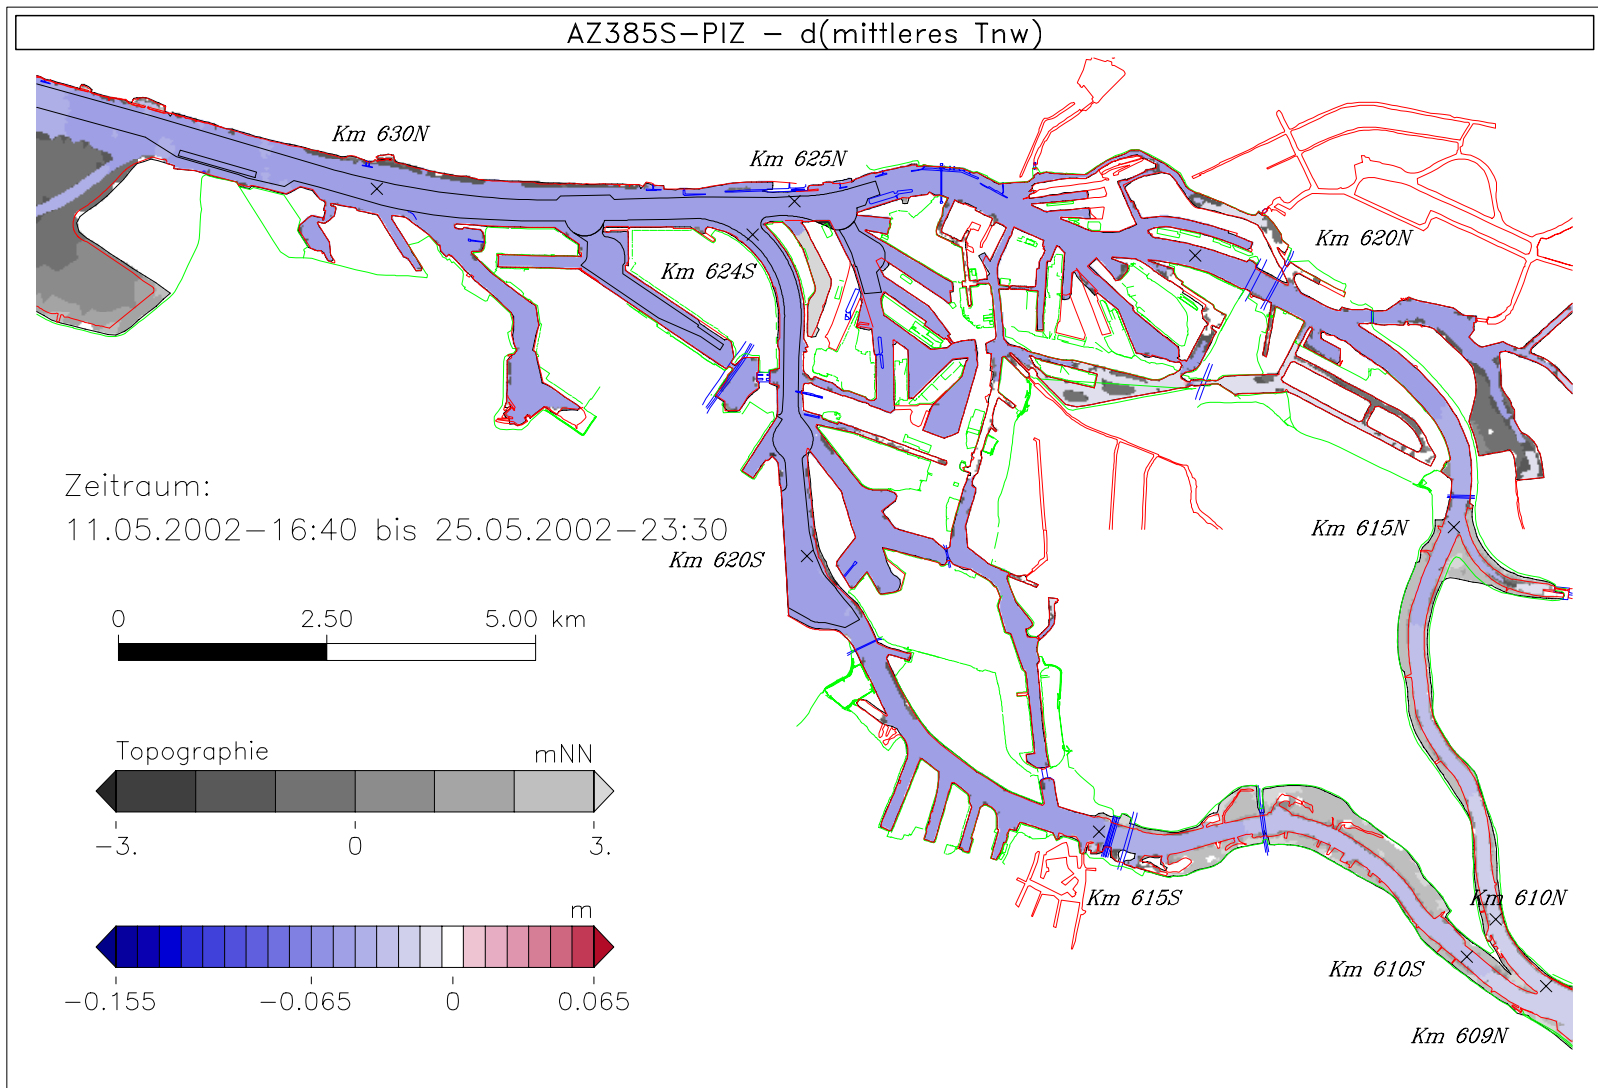 AZ385S-PIZ - d(mittleres Tnw)
Km 630N
Km 625N
Km 620N
Km 624S
Zeitraum:
11.05.2002-16:40 bis 25.05.2002-23:30
Km 615N
Km 620S
0 2.50 5.00 km
Topographie mNN
-3. 0 3.
Km 615S
Km 610N
m
Km 610S
-0.155 -0.065 0 0.065
Km 609N